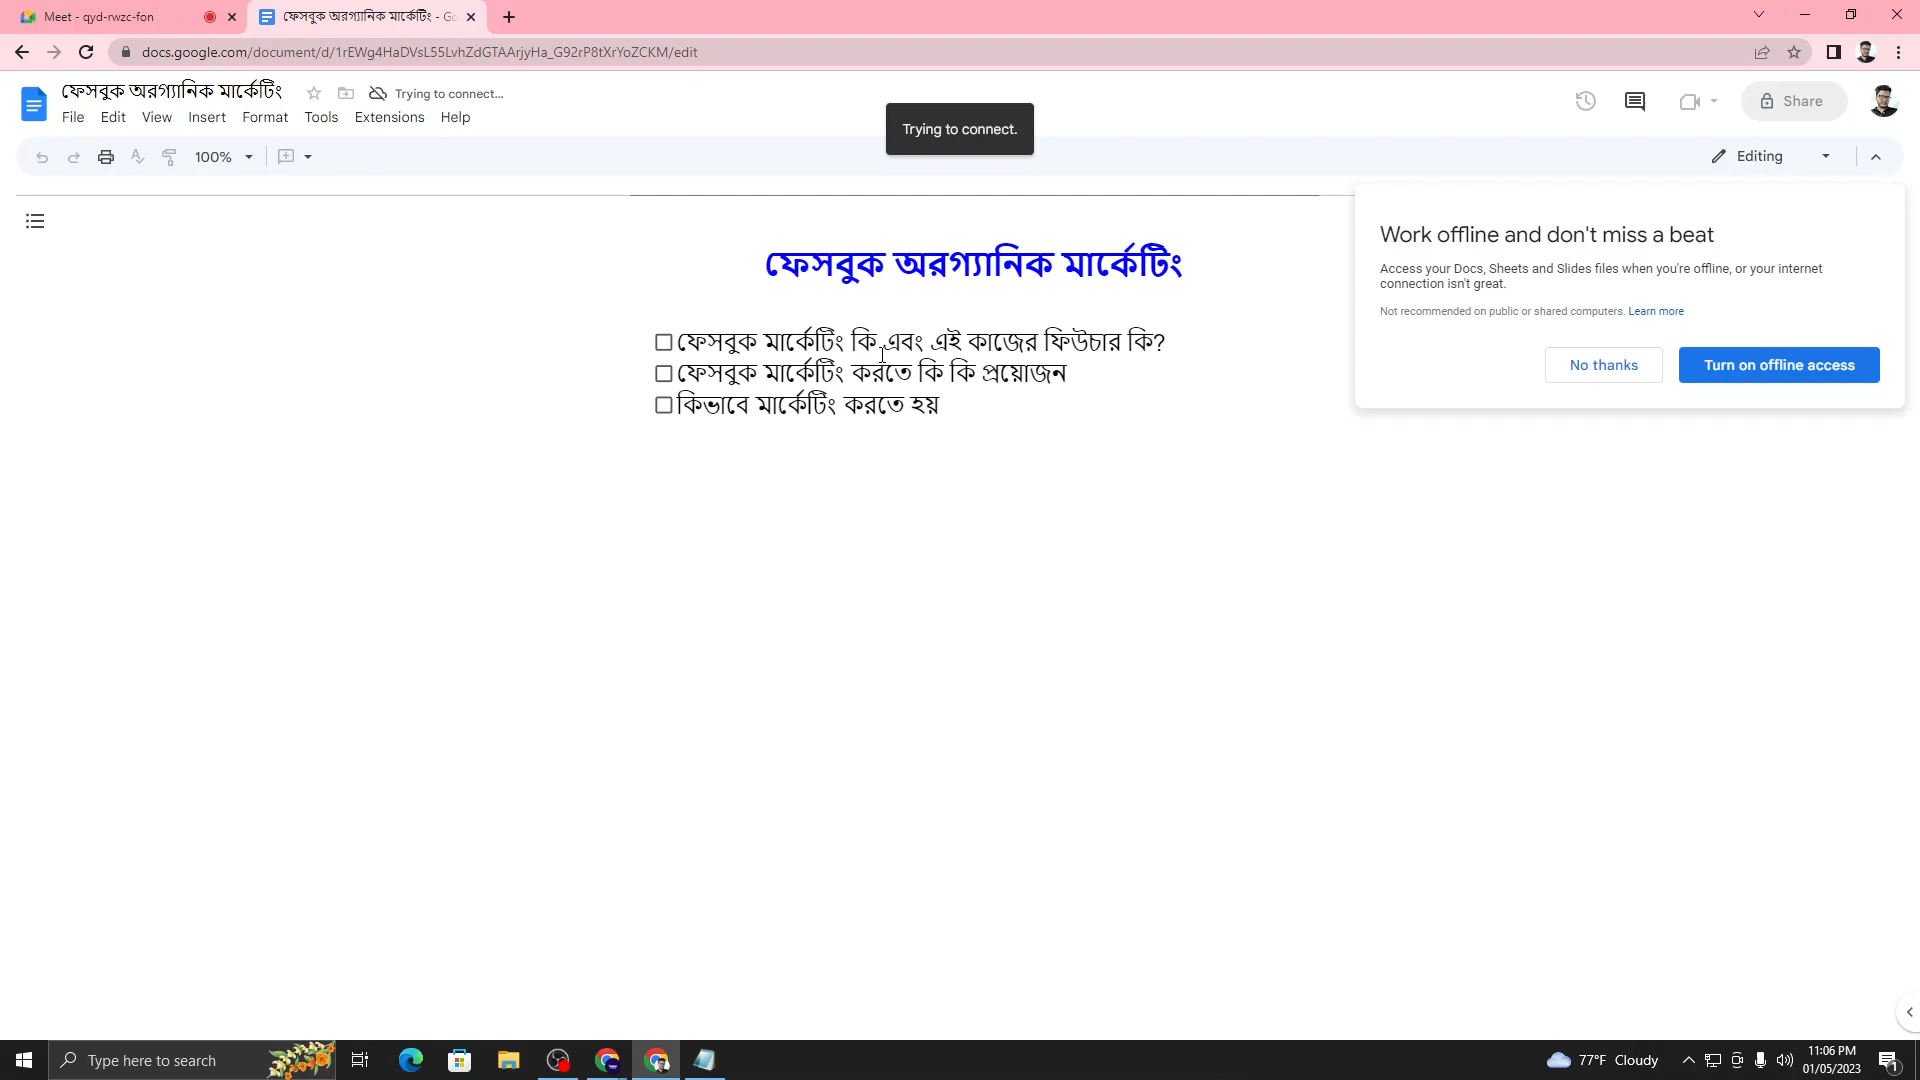 Meet - qyd-rwzc-fon
ফেসবুক অরগ্যানিক মার্কেটিং - Go
docs.google.com/document/d/1rEWg4HaDVsL55LvhZdGTAArjyHa_G92rP8tXrYoZCKM/edit
ফেসবুক অরগ্যানিক মার্কেটিং
Trying to connect...
File Edit View Insert Format Tools Extensions Help
Trying to connect.
Share
100%
Editing
ফেসবুক অরগ্যানিক মার্কেটিং
ফেসবুক মার্কেটিং কি এবং এই কাজের ফিউচার কি?
ফেসবুক মার্কেটিং করতে কি কি প্রয়োজন
কিভাবে মার্কেটিং করতে হয়
Work offline and don't miss a beat
Access your Docs, Sheets and Slides files when you're offline, or your internet
connection isn't great.
Not recommended on public or shared computers. Learn more
No thanks
Turn on offline access
Type here to search
77°F Cloudy
11:06 PM
01/05/2023
1